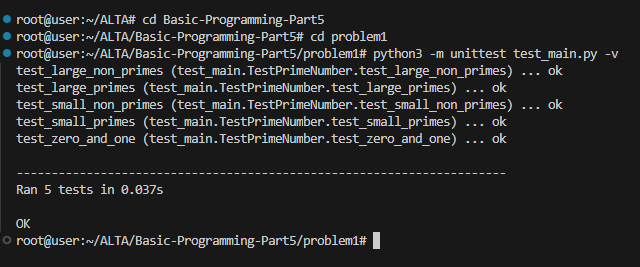 root@user:~/ALTA# cd Basic-Programming-Part5
root@user:~/ALTA/Basic-Programming-Part5# cd problem1
root@user:~/ALTA/Basic-Programming-Part5/problem1# python3 -m unittest test_main.py -v
test_large_non_primes (test_main.TestPrimeNumber.test_large_non_primes) ... ok
test_large_primes (test_main.TestPrimeNumber.test_large_primes) ... ok
test_small_non_primes (test_main.TestPrimeNumber.test_small_non_primes) ... ok
test_small_primes (test_main.TestPrimeNumber.test_small_primes) ... ok
test_zero_and_one (test_main.TestPrimeNumber.test_zero_and_one) ... ok
----------------------------------------------------------------------
Ran 5 tests in 0.037s
OK
root@user:~/ALTA/Basic-Programming-Part5/problem1#